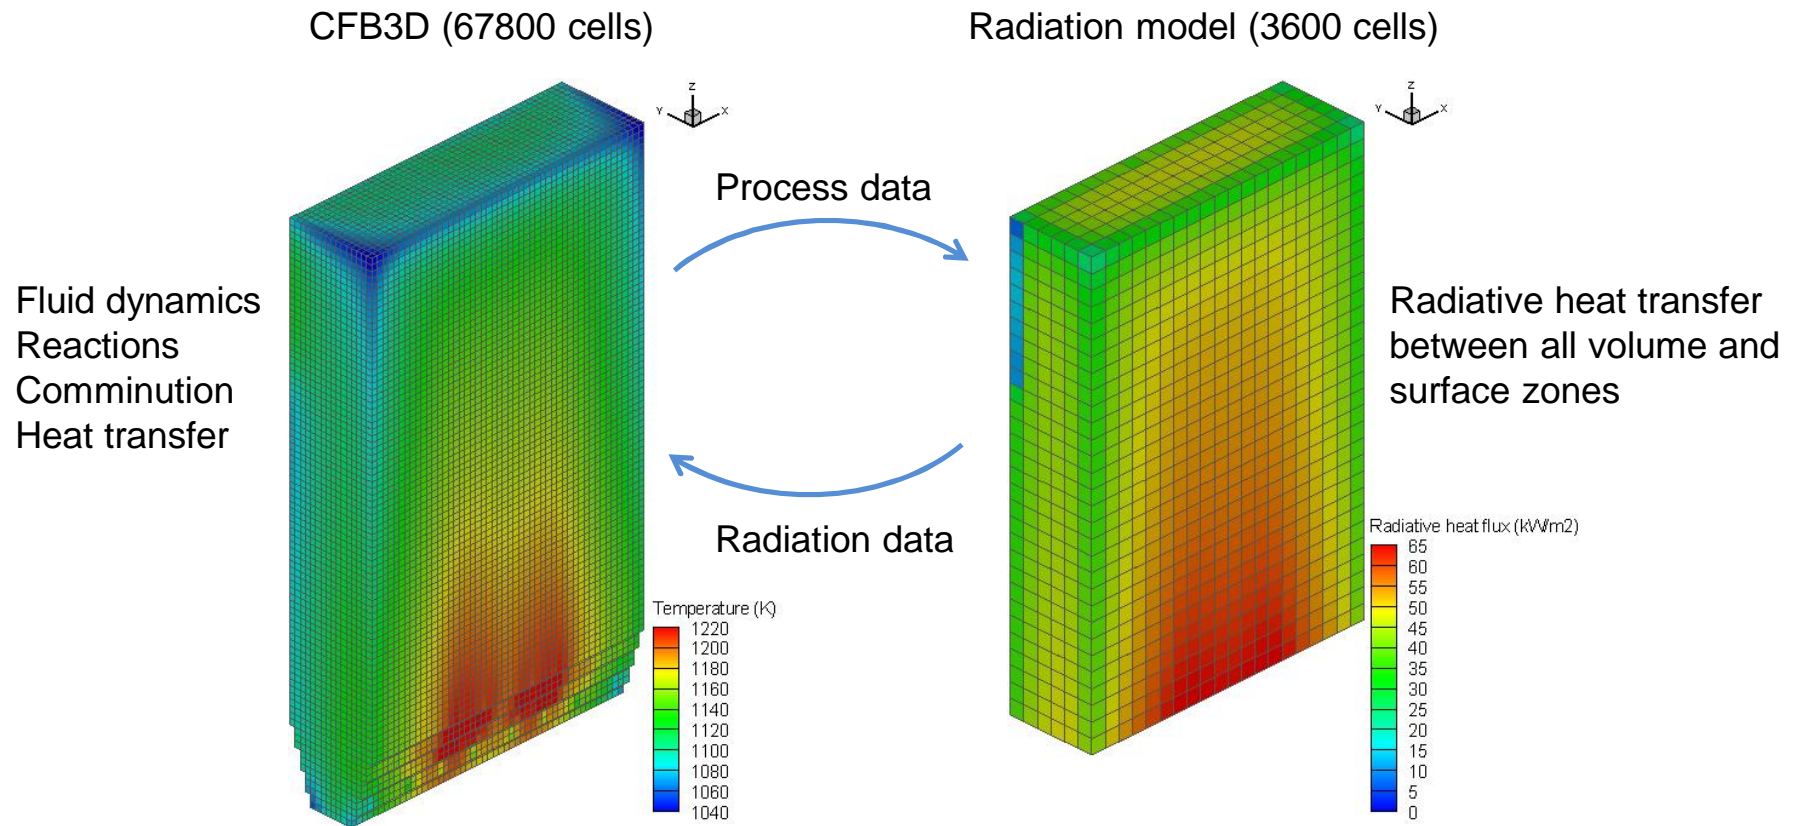 CFB3D (67800 cells)
Radiation model (3600 cells)
Z
Y
X
Z
Y
X
Process data
Fluid dynamics
Reactions
Comminution
Heat transfer
Radiative heat transfer
between all volume and
surface zones
Radiation data
Temperature (K)
1220
1200
1180
1160
1140
1120
1100
1080
1060
1040
Radiative heat flux (kW/m2)
65
60
55
50
45
40
35
30
25
20
15
10
5
0